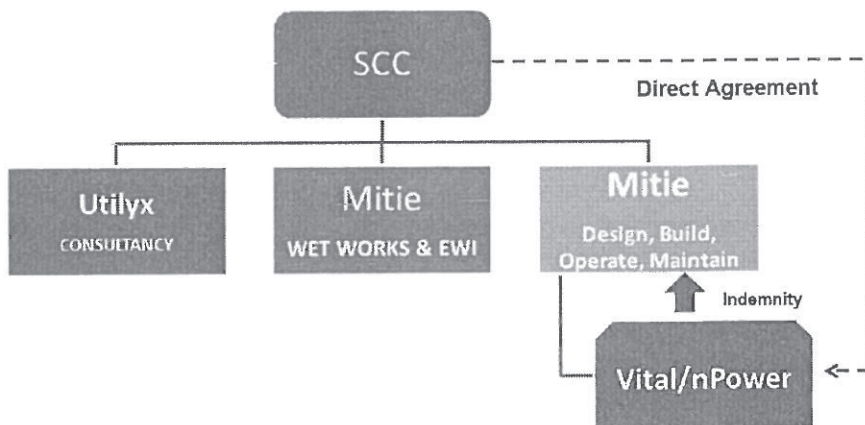 SCC
Direct Agreement
Utilyx
CONSULTANCY
Mitie
WET WORKS & EWI
Mitie
Design, Build,
Operate, Maintain
Indemnity
Vital/nPower